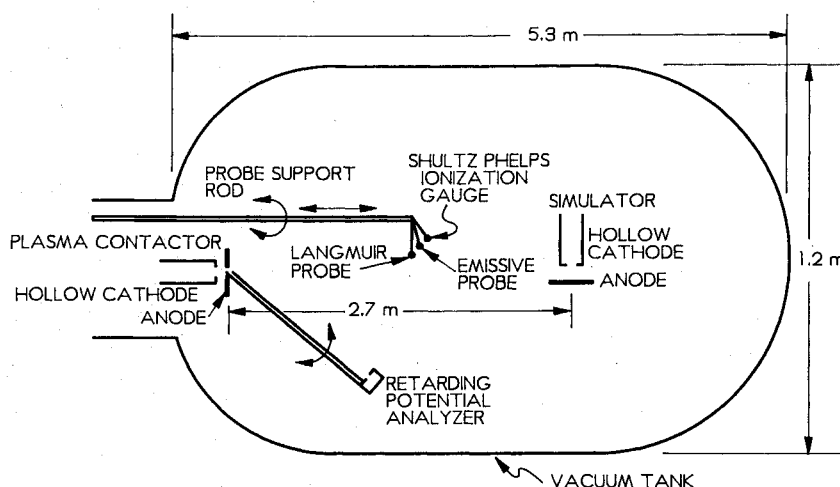 5.3 m
PROBE SUPPORT
ROD
SHULTZ PHELPS
IONIZATION
GAUGE
SIMULATOR
PLASMA CONTACTOR
LANGMUIR
PROBE
EMISSIVE
PROBE
HOLLOW
CATHODE
1.2 m
HOLLOW CATHODE
ANODE
ANODE
2.7 m
RETARDING
POTENTIAL
ANALYZER
VACUUM TANK